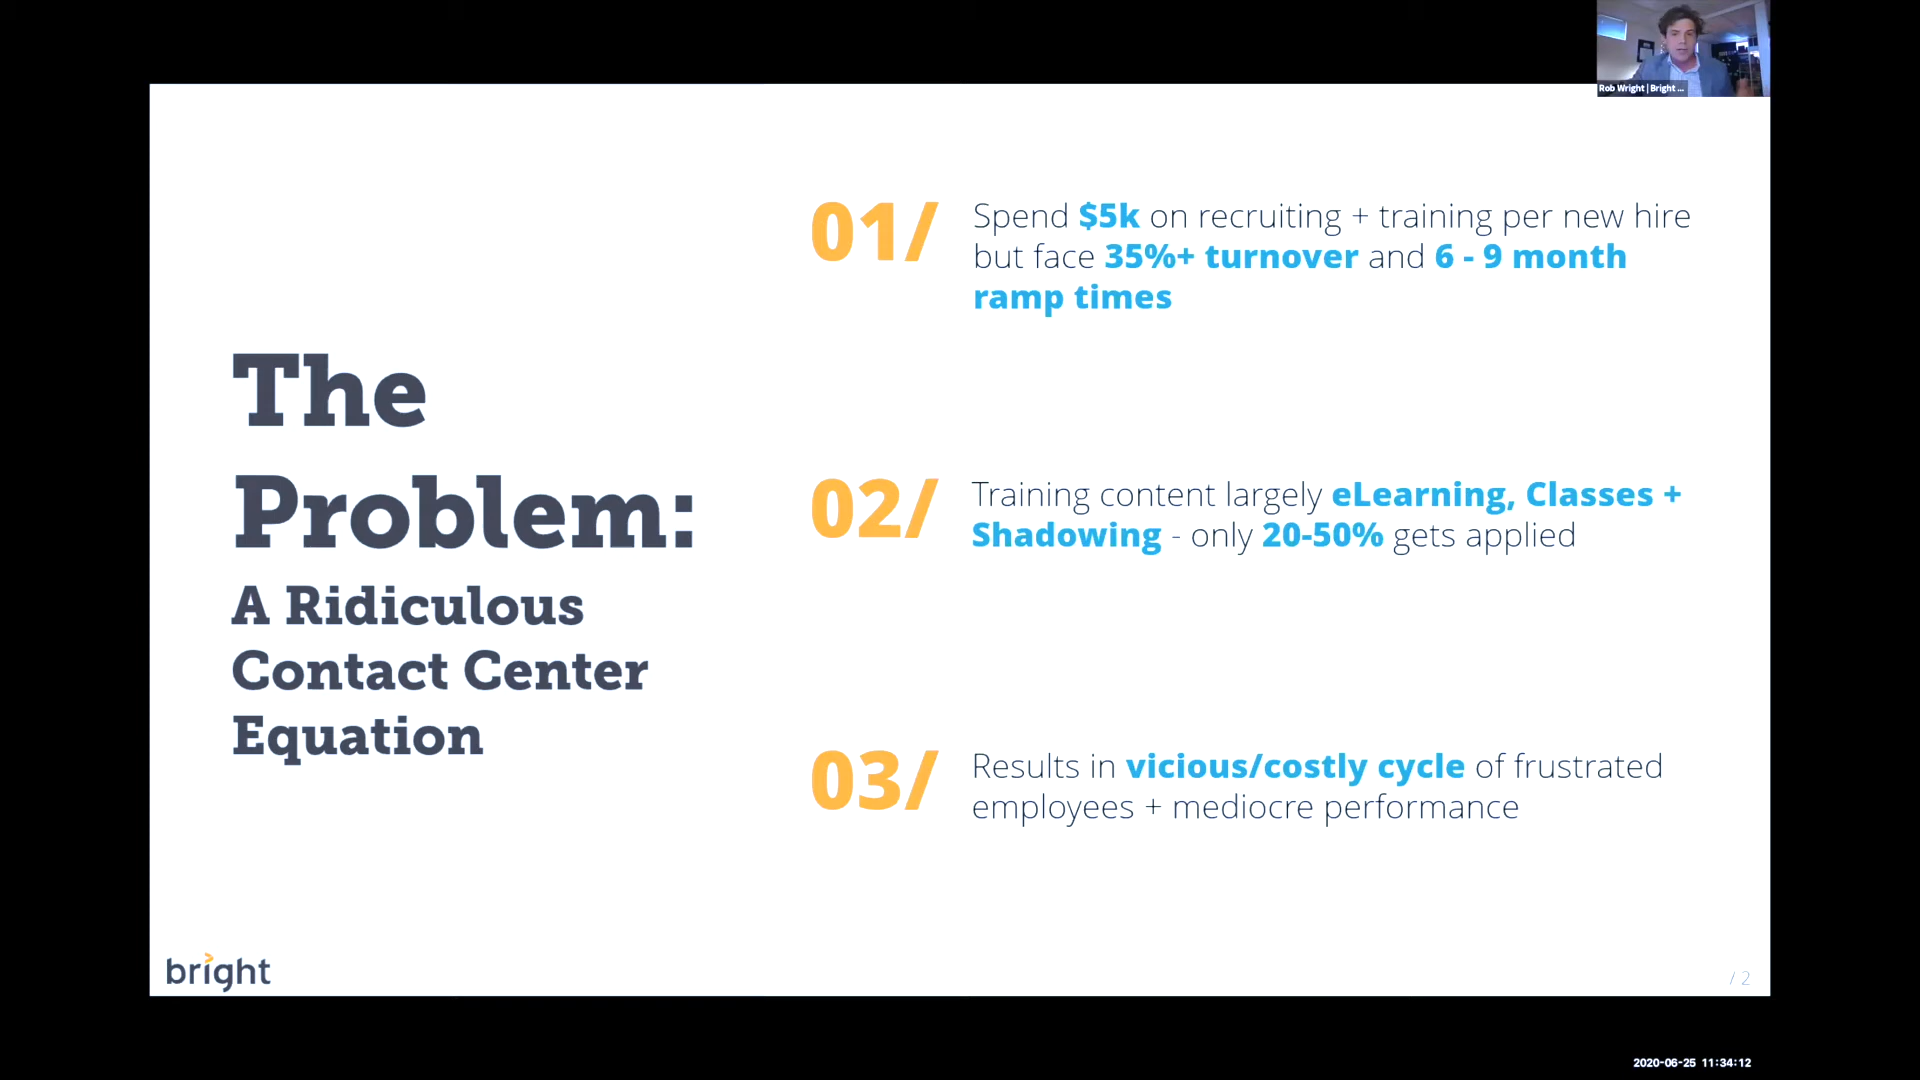 Rob Wright | Bright ...
The
Problem:
A Ridiculous
Contact Center
Equation
01/
Spend $5k on recruiting + training per new hire
but face 35%+ turnover and 6 - 9 month
ramp times
02/
Training content largely eLearning, Classes +
Shadowing - only 20-50% gets applied
03/
Results in vicious/costly cycle of frustrated
employees + mediocre performance
bright
/ 2
2020-06-25 11:34:12